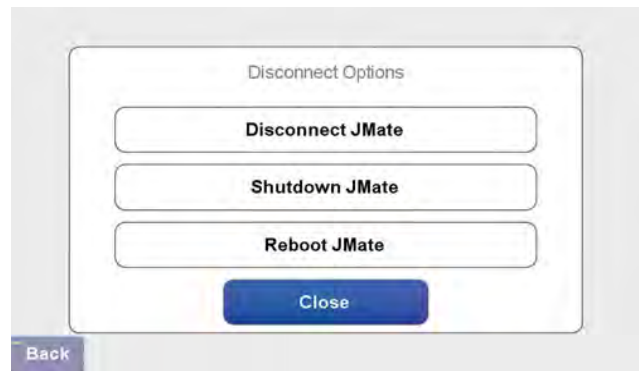 Disconnect Options
Disconnect JMate
Shutdown JMate
Reboot JMate
Close
Back